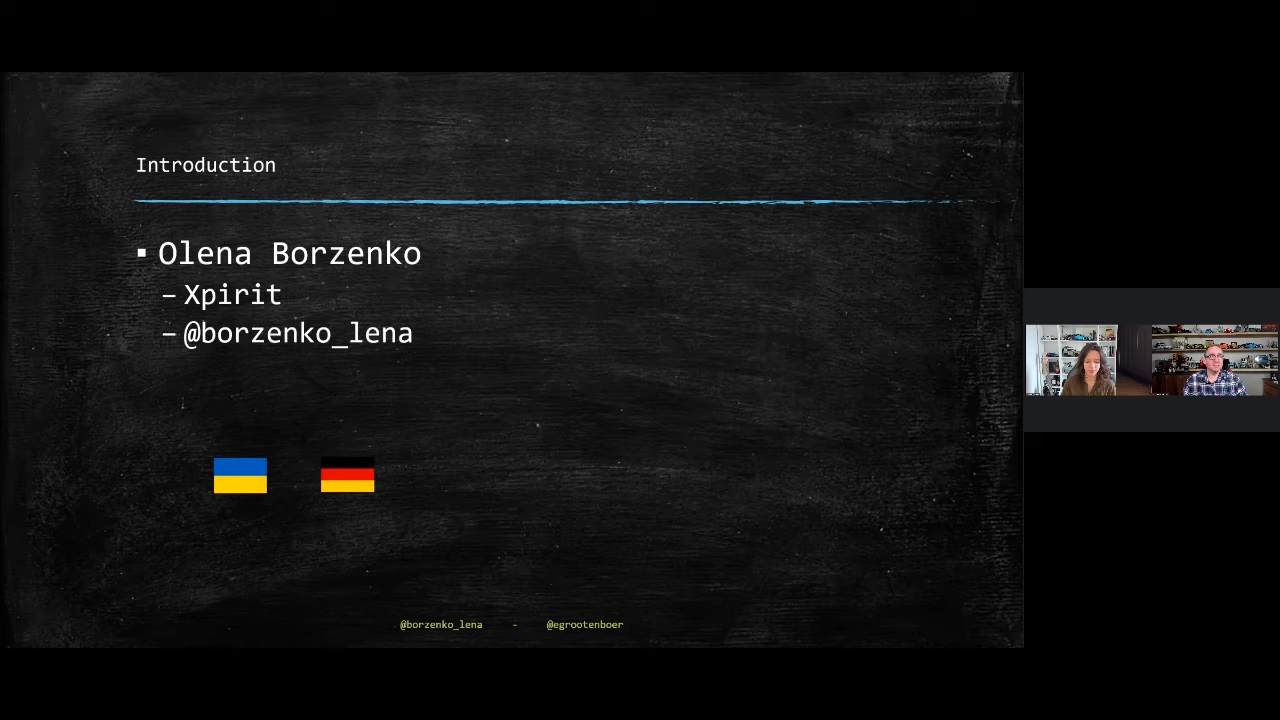 Introduction
▪ Olena Borzenko
– Xpirit
– @borzenko_lena
@borzenko_lena - @egrootenboer